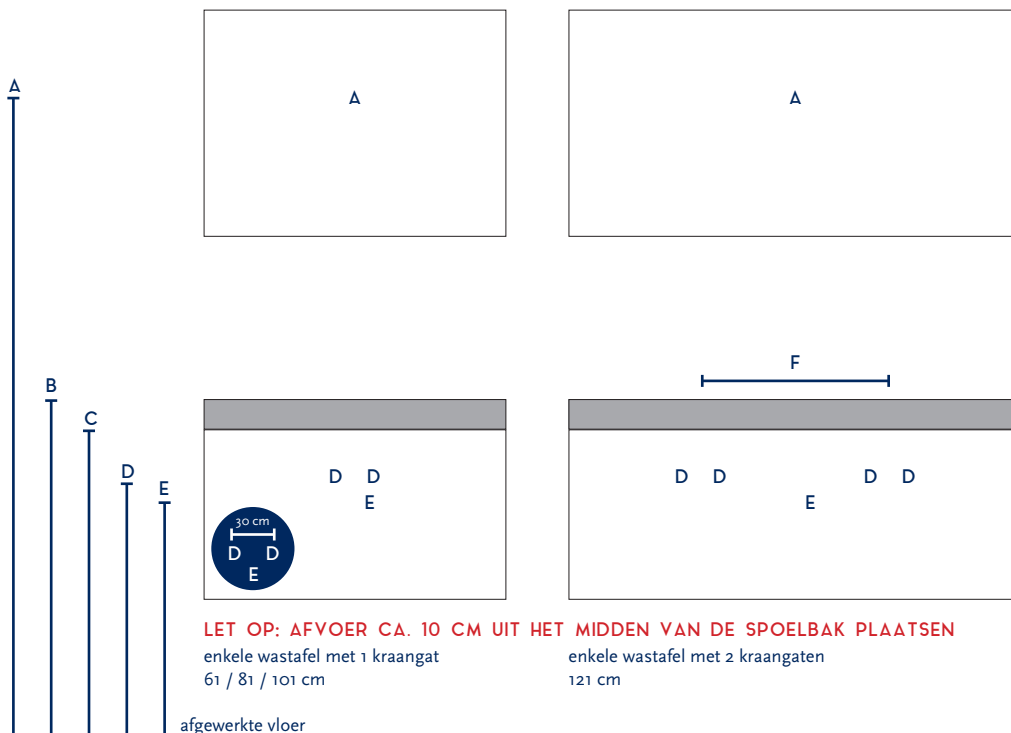 A
A
A
B
F
C
D
E
D D
E
D D
D D
E
30 cm
D D
E
LET OP: AFVOER CA. 10 CM UIT HET MIDDEN VAN DE SPOELBAK PLAATSEN
enkele wastafel met 1 kraangat
61 / 81 / 101 cm
enkele wastafel met 2 kraangaten
121 cm
afgewerkte vloer